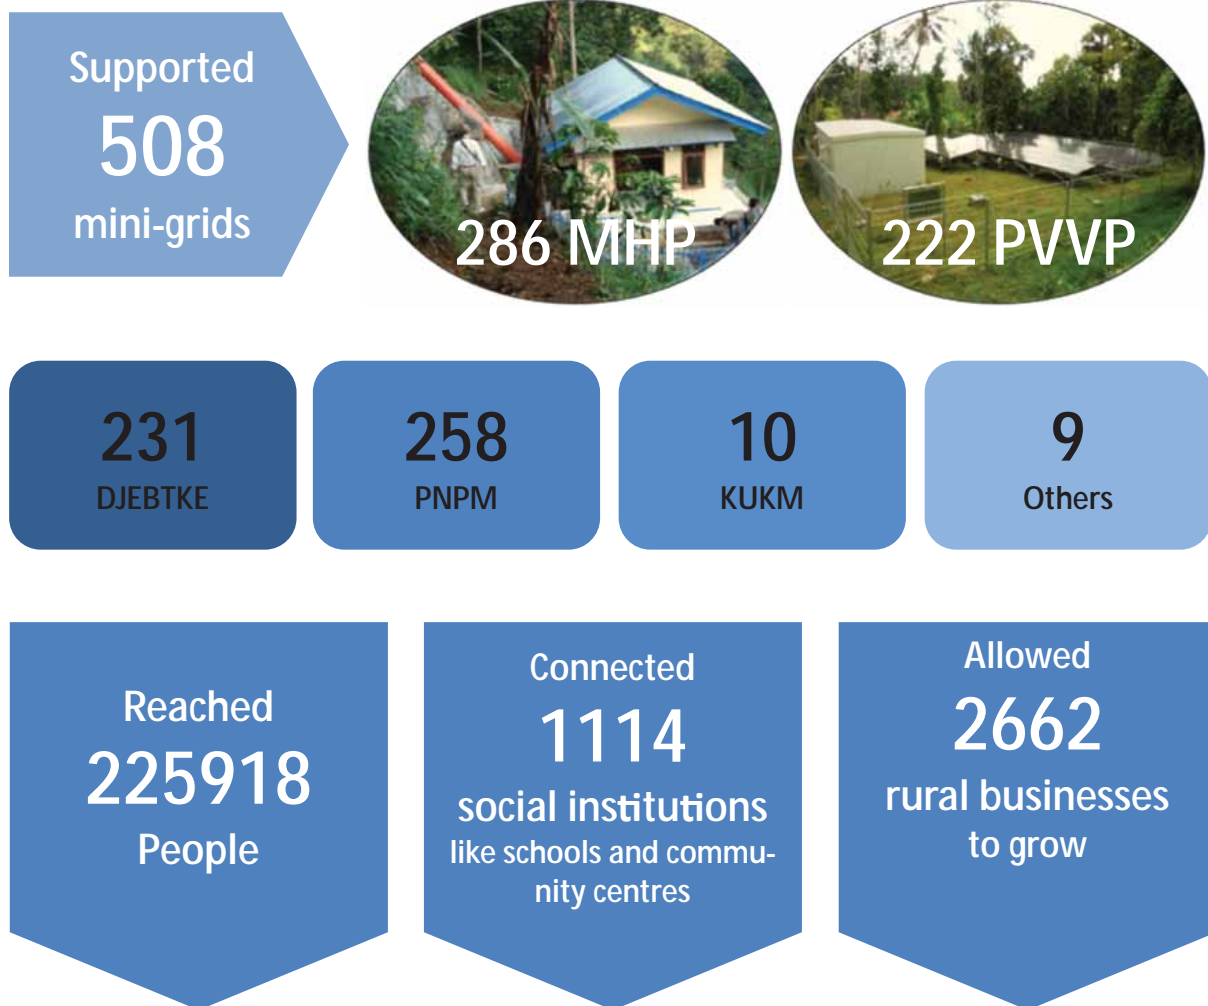 Supported
508
mini-grids
286 MHP
222 PVVP
231
DJEBTKE
258
PNPM
10
KUKM
9
Others
Reached
225918
People
Connected
1114
social institutions
like schools and commu-
nity centres
Allowed
2662
rural businesses
to grow